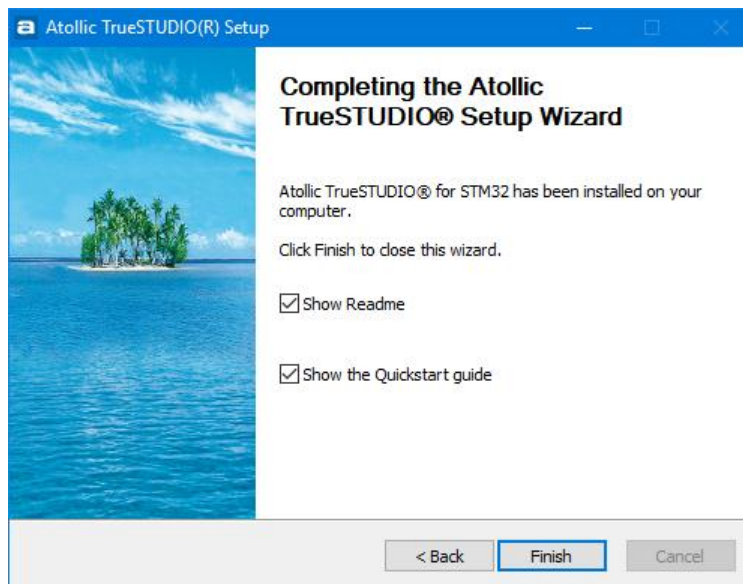 a Atollic TrueSTUDIO(R) Setup
Completing the Atollic
TrueSTUDIO® Setup Wizard
Atollic TrueSTUDIO® for STM32 has been installed on your
computer.
Click Finish to close this wizard.
Show Readme
Show the Quickstart guide
< Back Finish Cancel